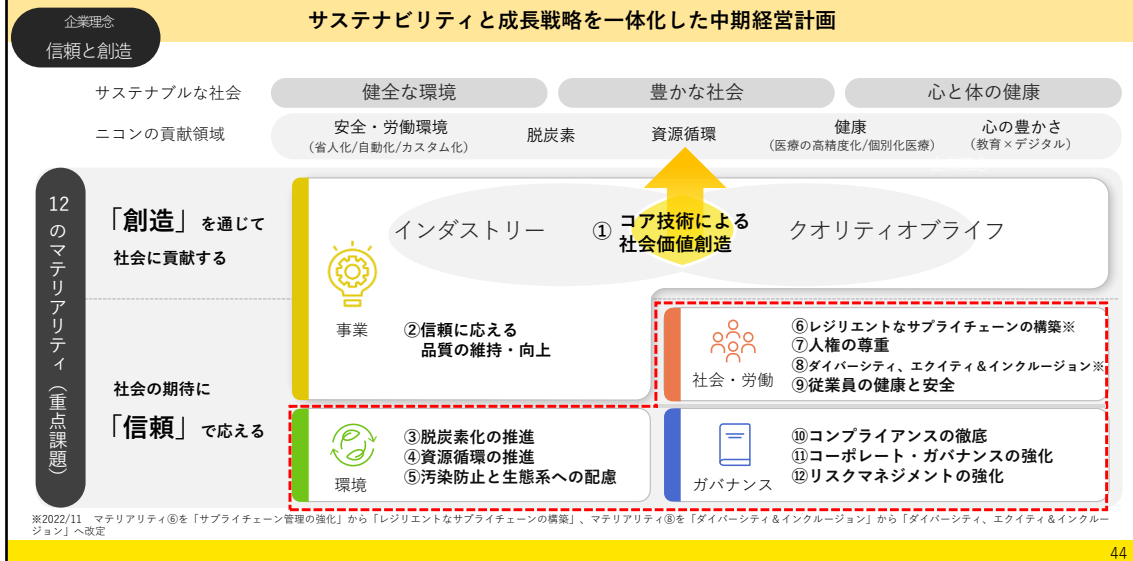 企業理念
信頼と創造
サステナビリティと成長戦略を一体化した中期経営計画
サステナブルな社会
健全な環境
豊かな社会
心と体の健康
ニコンの貢献領域
安全・労働環境
(省人化/自動化/カスタム化)
脱炭素
資源循環
健康
(医療の高精度化/個別化医療)
心の豊かさ
(教育×デジタル)
12のマテリアリティ(重点課題)
「創造」を通じて
社会に貢献する
インダストリー
① コア技術による
社会価値創造
クオリティオブライフ
事業
②信頼に応える
品質の維持・向上
社会・労働
⑥レジリエントなサプライチェーンの構築※
⑦人権の尊重
⑧ダイバーシティ、エクイティ&インクルージョン※
⑨従業員の健康と安全
社会の期待に
「信頼」で応える
環境
③脱炭素化の推進
④資源循環の推進
⑤汚染防止と生態系への配慮
ガバナンス
⑩コンプライアンスの徹底
⑪コーポレート・ガバナンスの強化
⑫リスクマネジメントの強化
※2022/11 マテリアリティ⑥を「サプライチェーン管理の強化」から「レジリエントなサプライチェーンの構築」、マテリアリティ⑧を「ダイバーシティ&インクルージョン」から「ダイバーシティ、エクイティ&インクルー
ジョン」へ改定
44